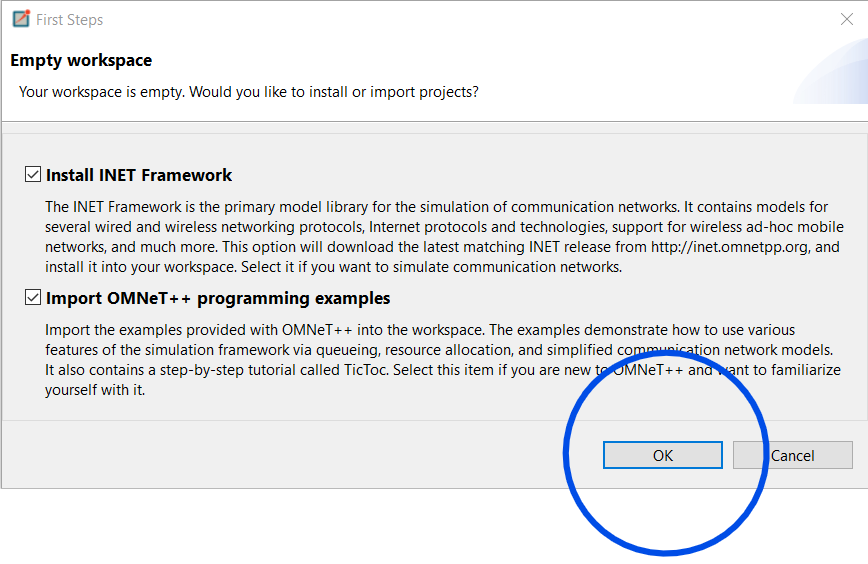 First Steps
Empty workspace
Your workspace is empty. Would you like to install or import projects?
Install INET Framework
The INET Framework is the primary model library for the simulation of communication networks. It contains models for
several wired and wireless networking protocols, Internet protocols and technologies, support for wireless ad-hoc mobile
networks, and much more. This option will download the latest matching INET release from http://inet.omnetpp.org, and
install it into your workspace. Select it if you want to simulate communication networks.
Import OMNeT++ programming examples
Import the examples provided with OMNeT++ into the workspace. The examples demonstrate how to use various
features of the simulation framework via queueing, resource allocation, and simplified communication network models.
It also contains a step-by-step tutorial called TicToc. Select this item if you are new to OMNeT++ and want to familiarize
yourself with it.
OK Cancel